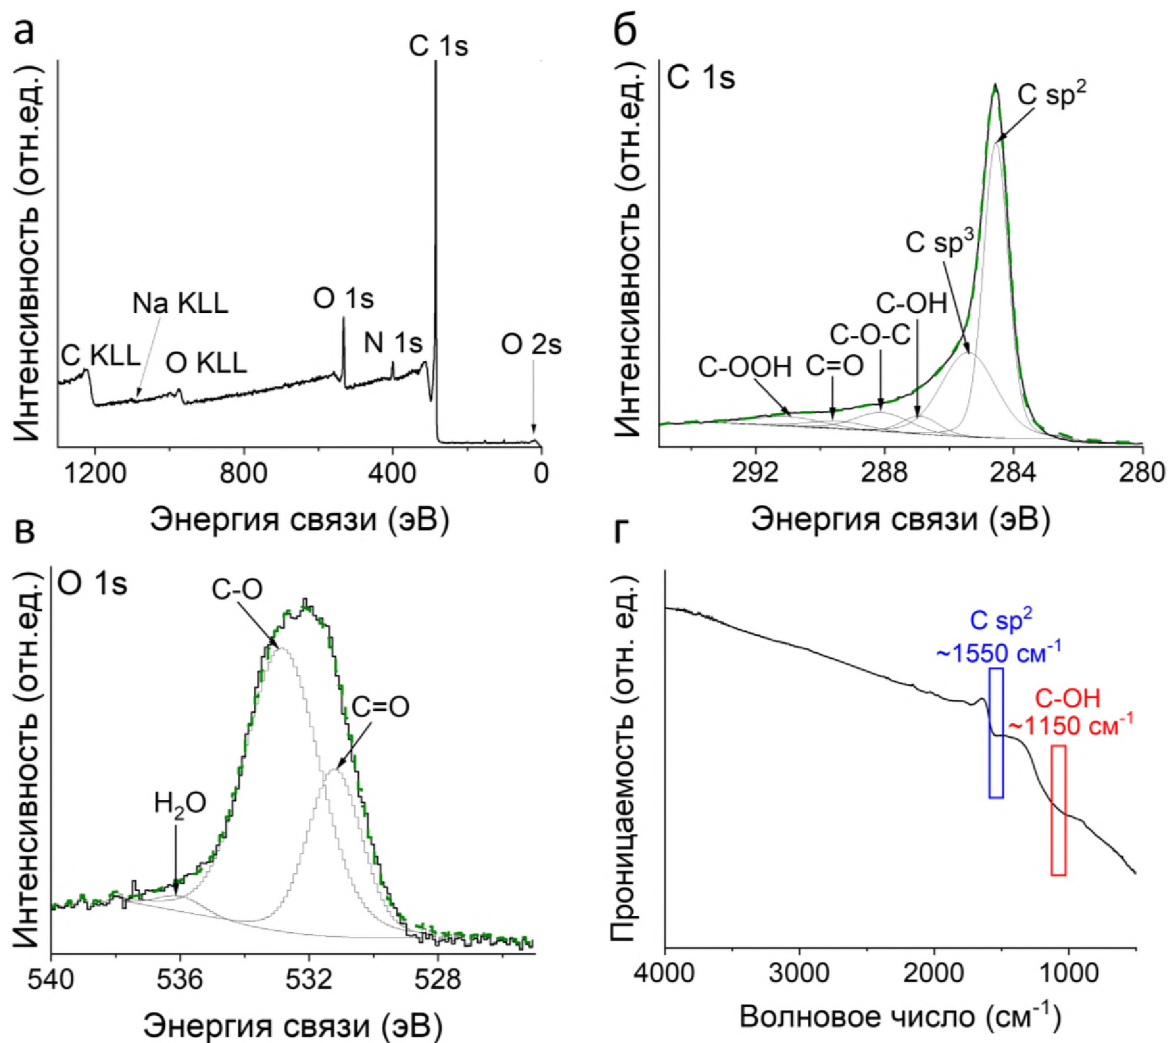 а
Интенсивность (отн.ед.)
C 1s
Na KLL
O 1s
C KLL
O KLL
N 1s
O 2s
1200
800
400
0
Энергия связи (эВ)
б
Интенсивность (отн.ед.)
C 1s
C sp²
C sp³
C-OH
C-O-C
C-OOH
C=O
292
288
284
280
Энергия связи (эВ)
в
Интенсивность (отн.ед.)
O 1s
C-O
C=O
H₂O
540
536
531
528
Энергия связи (эВ)
г
Проницаемость (отн. ед.)
C sp²
~1550 см⁻¹
C-OH
~1150 см⁻¹
4000
3000
2000
1000
Волновое число (см⁻¹)